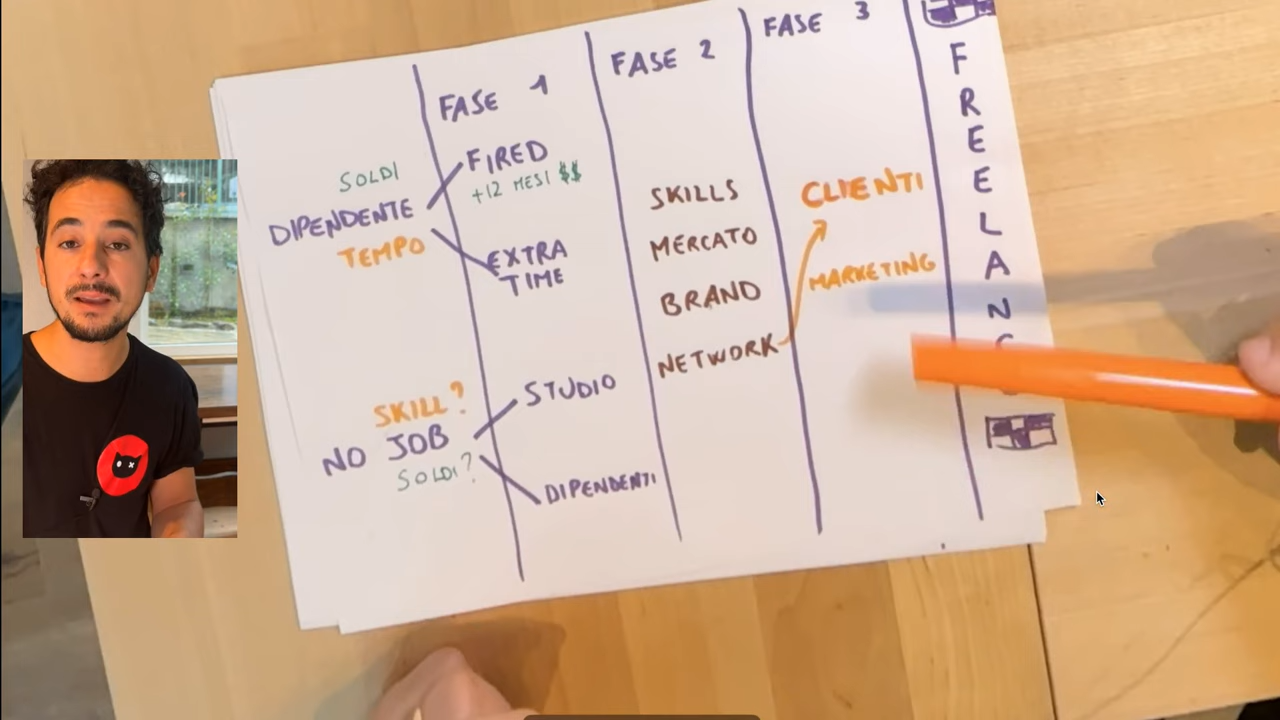 FASE 1
FASE 2
FASE 3
SOLDI
DIPENDENTE
TEMPO
FIRED
+12 MESI $$
EXTRA
TIME
SKILL?
NO JOB
SOLDI?
STUDIO
DIPENDENTI
SKILLS
MERCATO
BRAND
NETWORK
CLIENTI
MARKETING
F
R
E
E
L
A
N